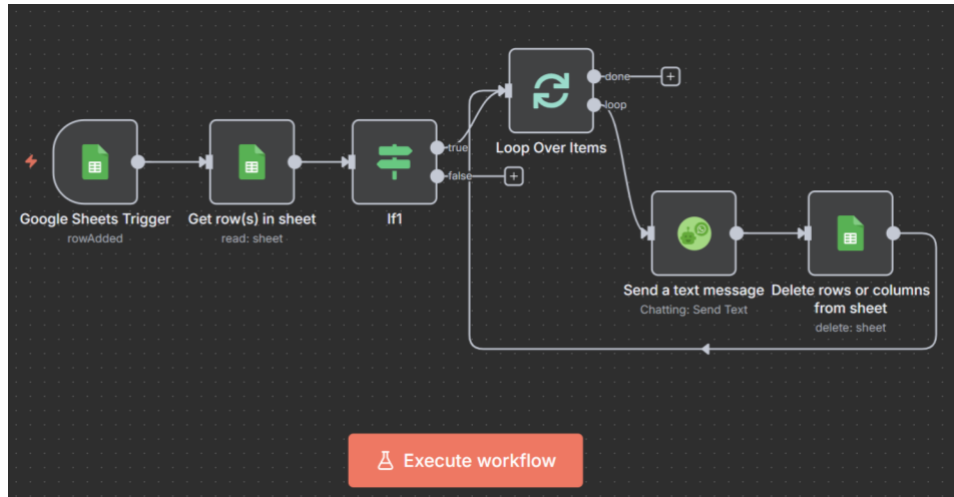 Google Sheets Trigger
rowAdded
Get row(s) in sheet
read: sheet
If1
true
false
Loop Over Items
done
loop
Send a text message
Chatting: Send Text
Delete rows or columns
from sheet
delete: sheet
Execute workflow